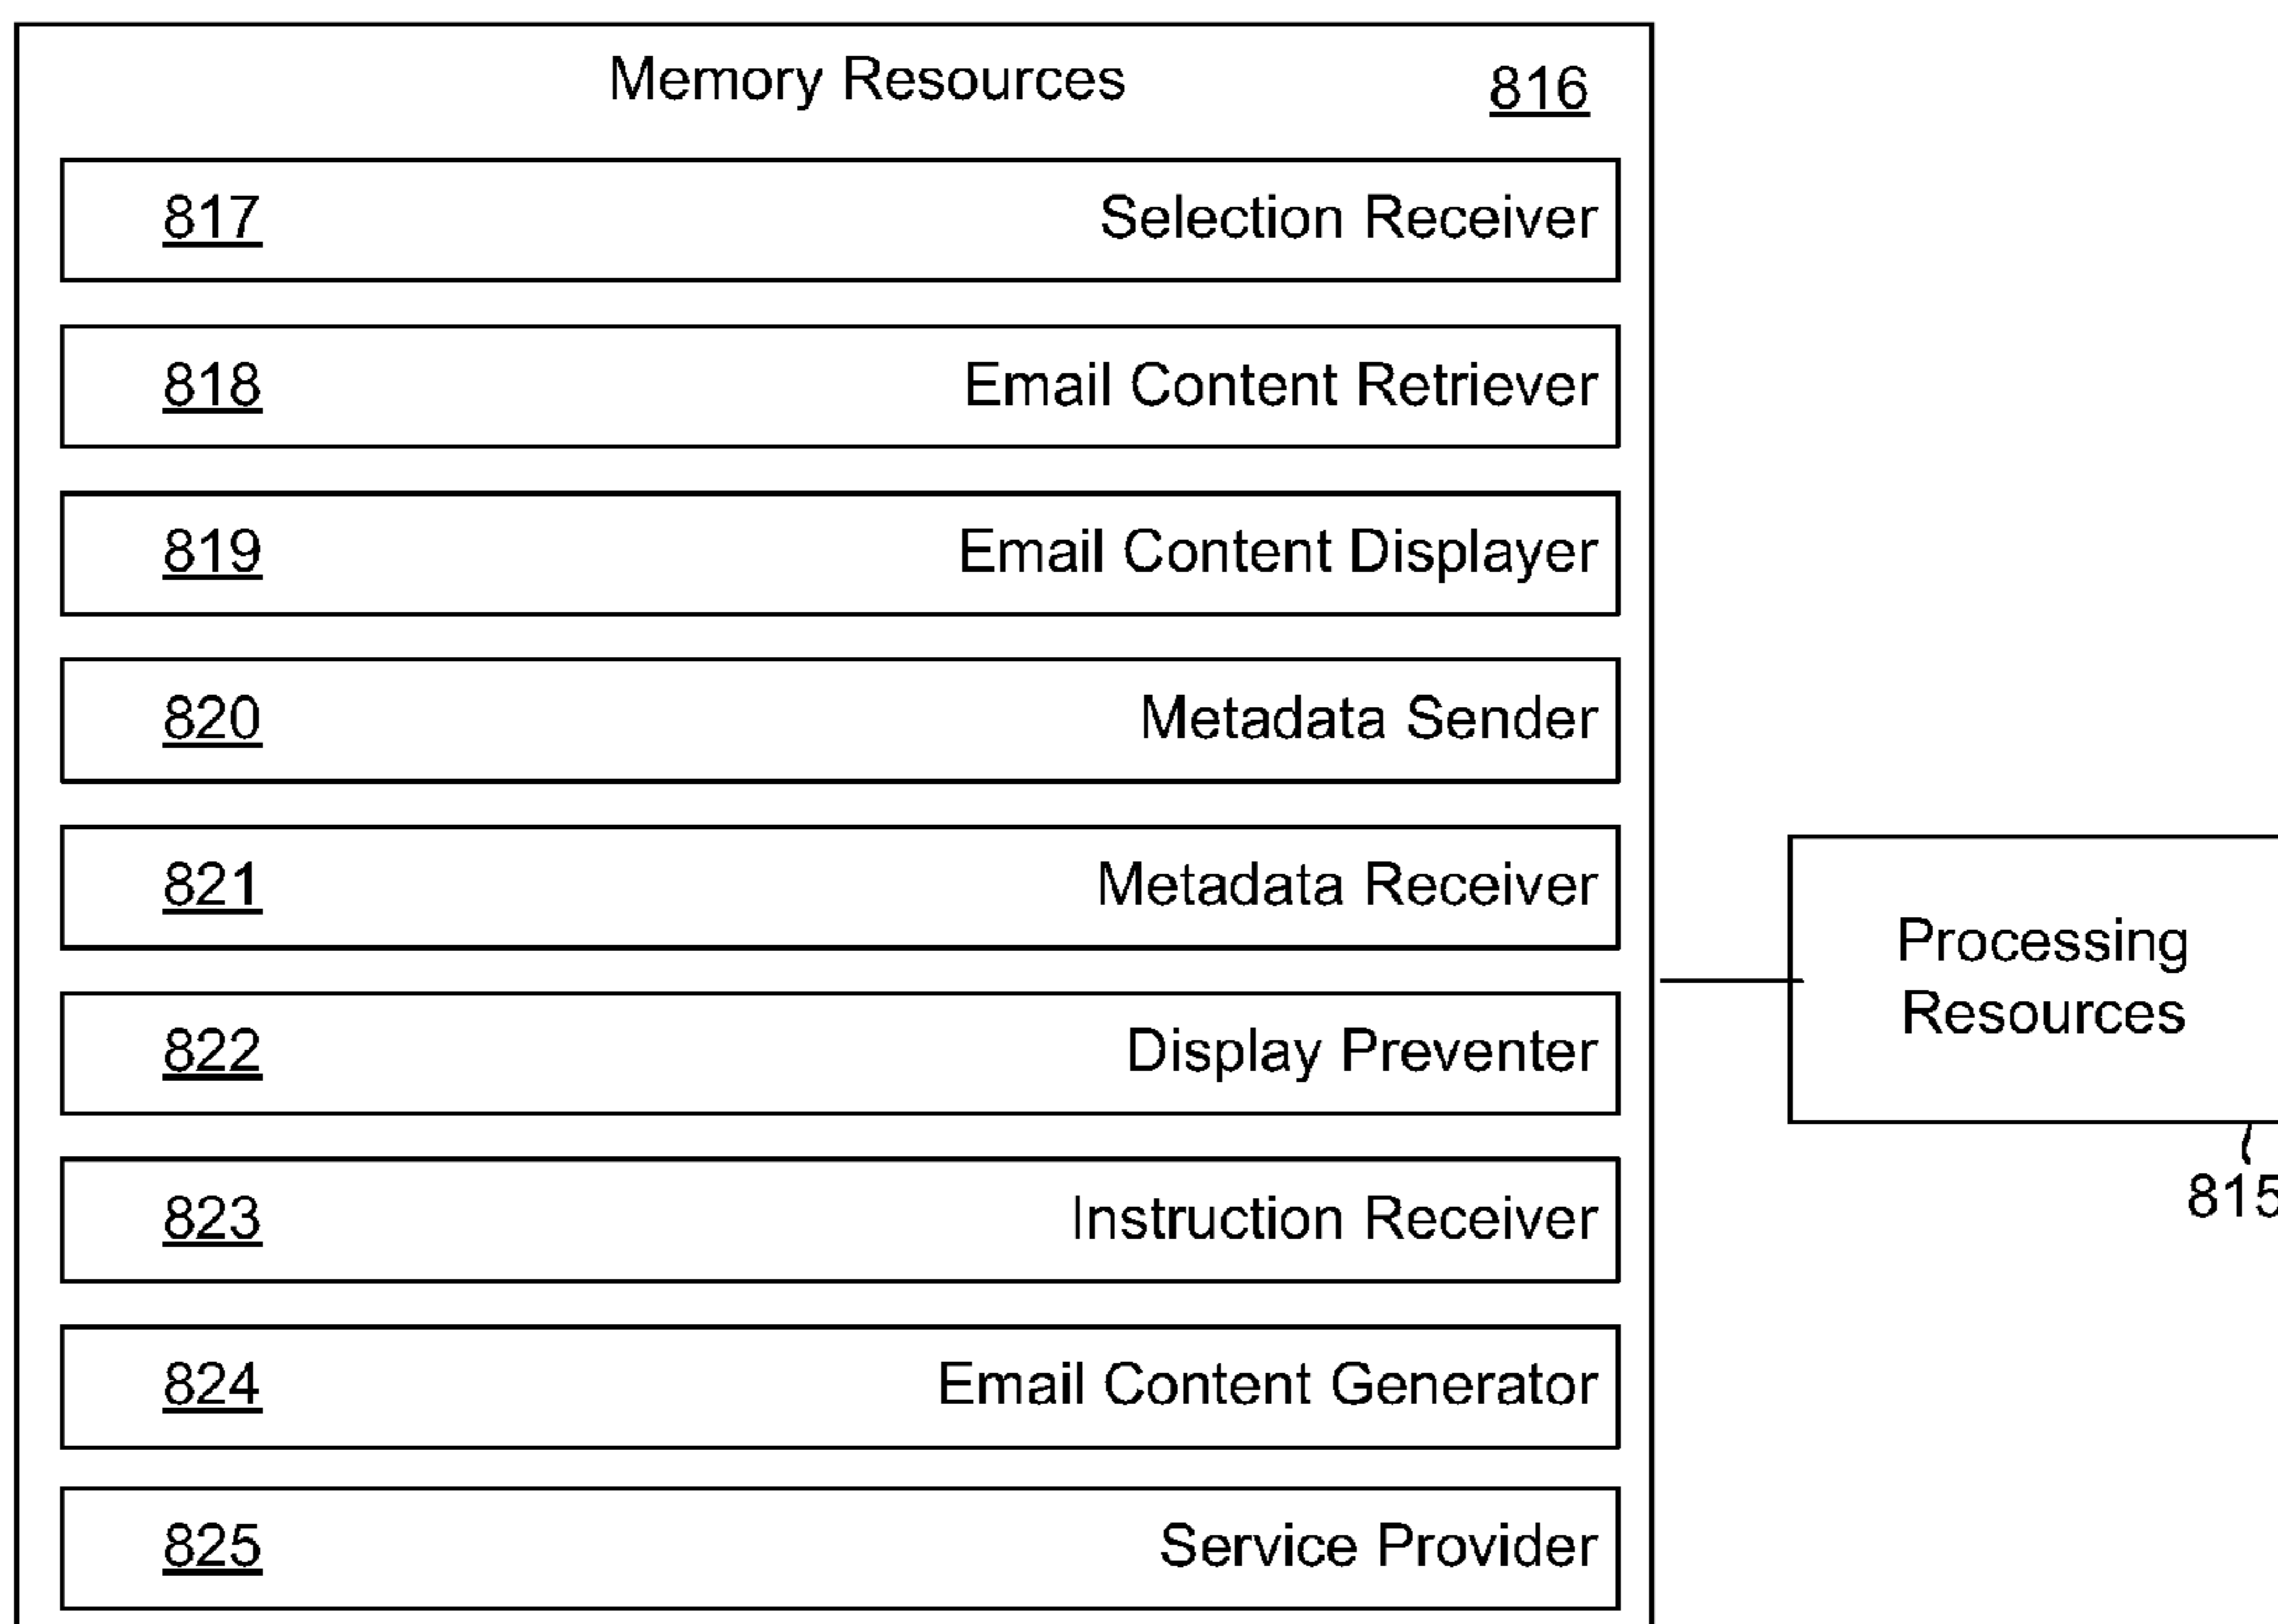 Memory Resources 816
817 Selection Receiver
818 Email Content Retriever
819 Email Content Displayer
820 Metadata Sender
821 Metadata Receiver
822 Display Preventer
823 Instruction Receiver
824 Email Content Generator
825 Service Provider
Processing
Resources
815